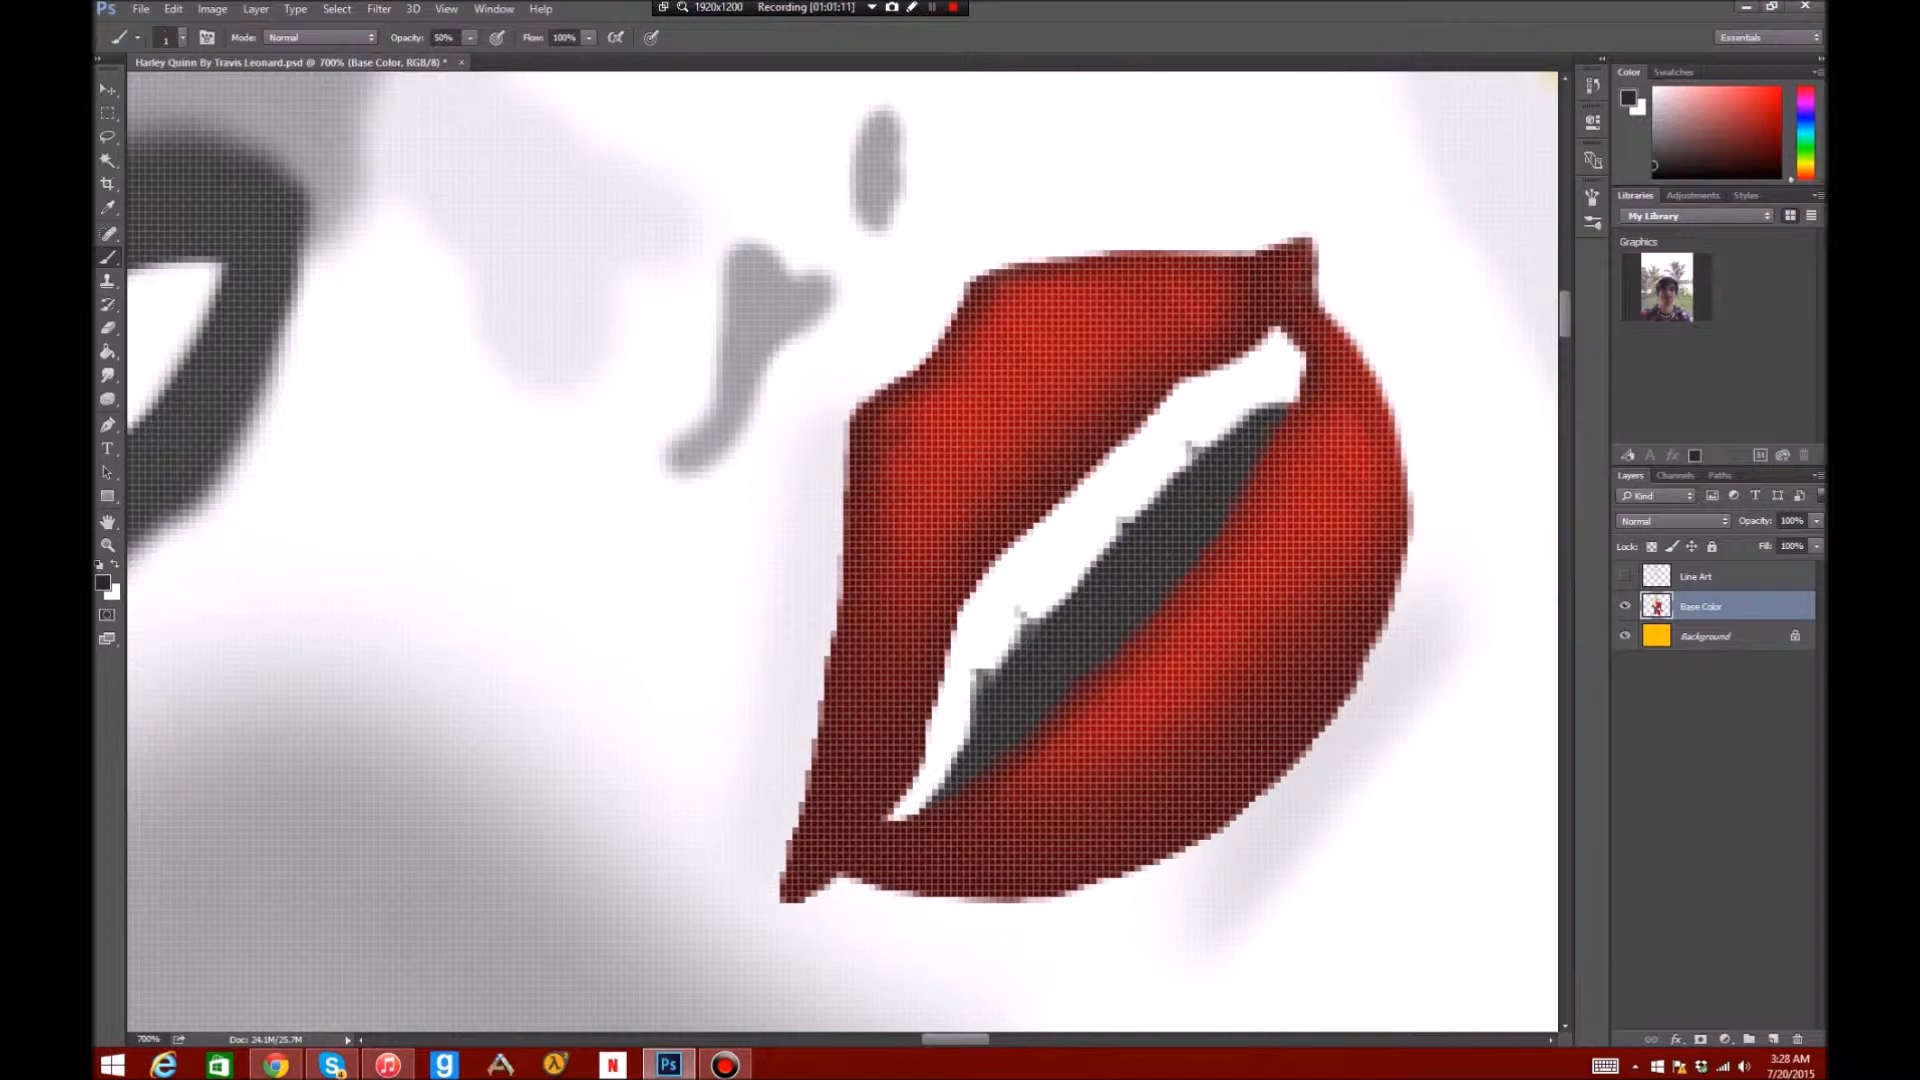 Ps File Edit Image Layer Type Select Filter 3D View Window Help
1920x1200 Recording [01:01:11]
1 Mode: Normal Opacity: 50% Flow: 100% Essentials
Harley Quinn By Travis Leonard.psd @ 700% (Base Color, RGB/8) *
Color Swatches
Libraries Adjustments Styles
My Library
Graphics
Layers Channels Paths
Kind
Normal Opacity: 100%
Lock: Fill: 100%
Line Art
Base Color
Background
700% Doc: 24.1M/25.7M
4 g N Ps
3:28 AM
7/20/2015